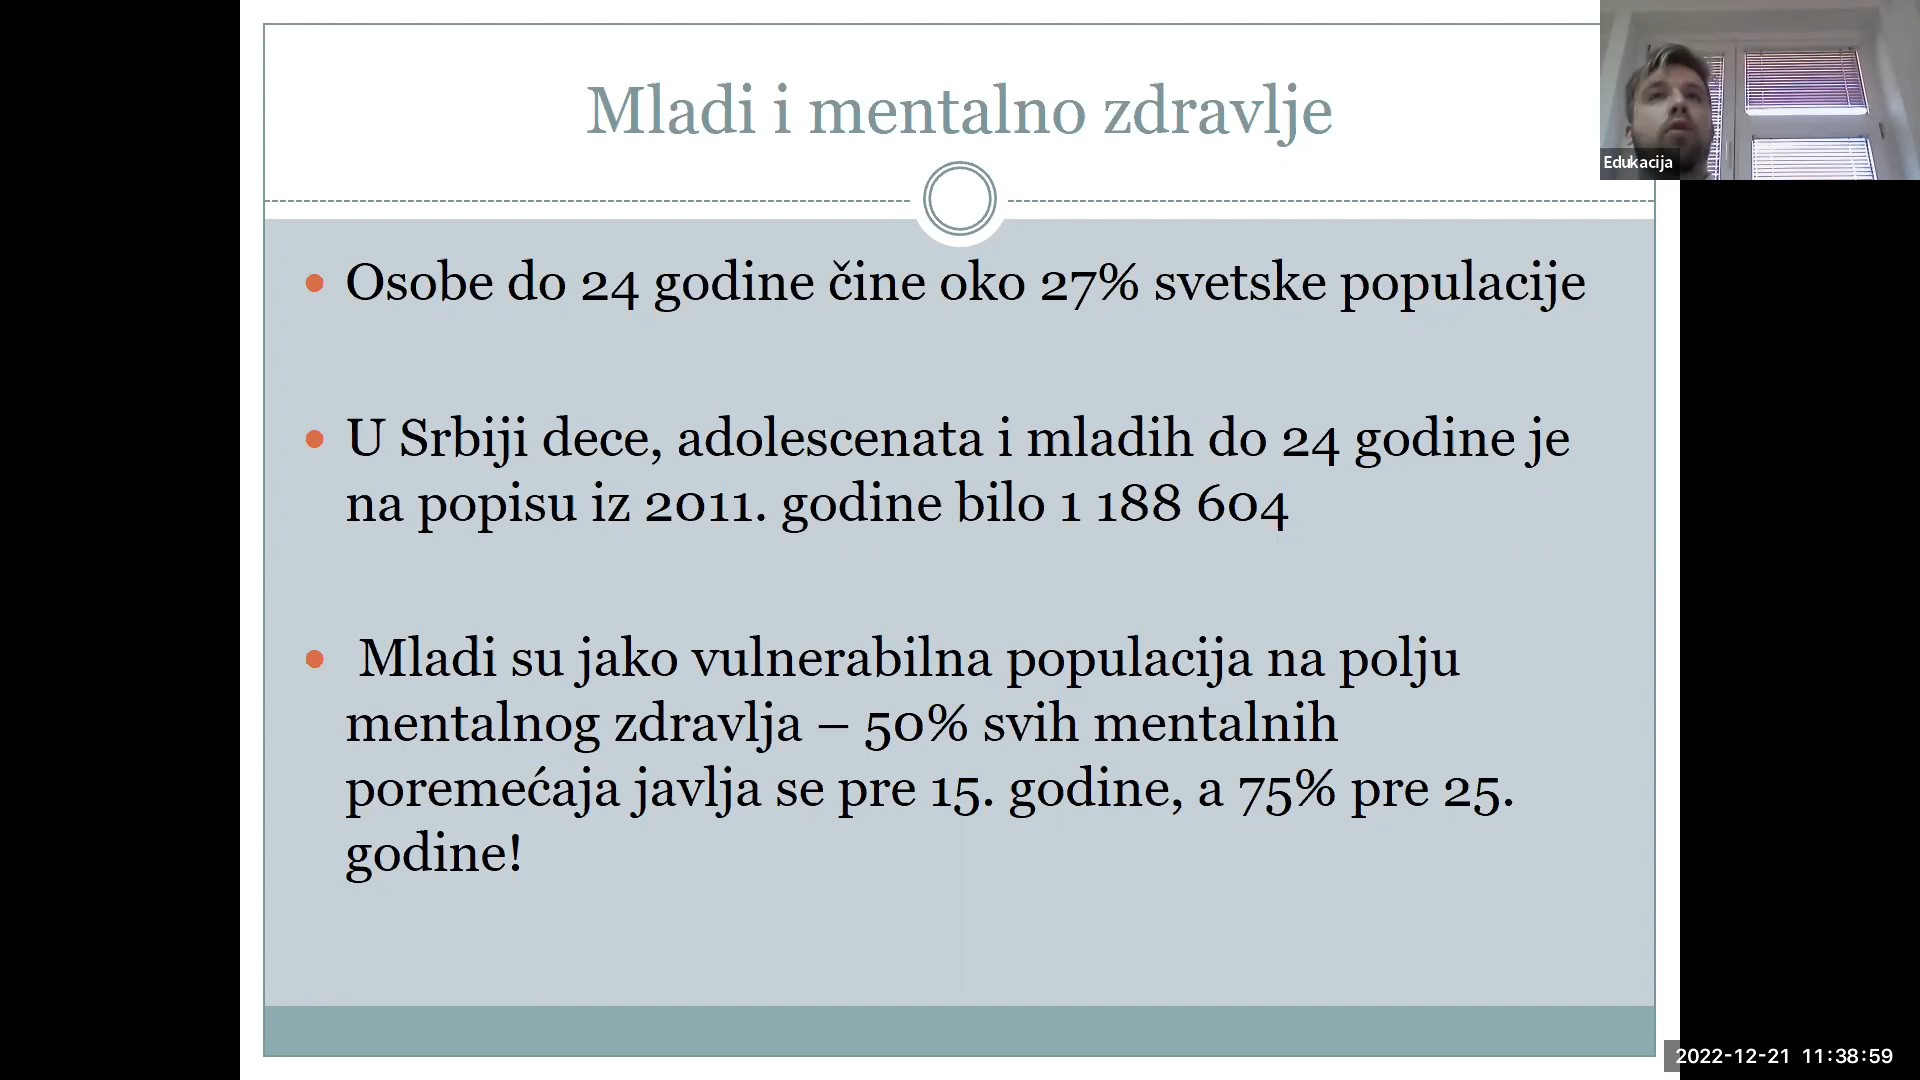 Mladi i mentalno zdravlje
Edukacija
Osobe do 24 godine čine oko 27% svetske populacije
U Srbiji dece, adolescenata i mladih do 24 godine je
na popisu iz 2011. godine bilo 1 188 604
Mladi su jako vulnerabilna populacija na polju
mentalnog zdravlja – 50% svih mentalnih
poremećaja javlja se pre 15. godine, a 75% pre 25.
godine!
2022-12-21 11:38:59